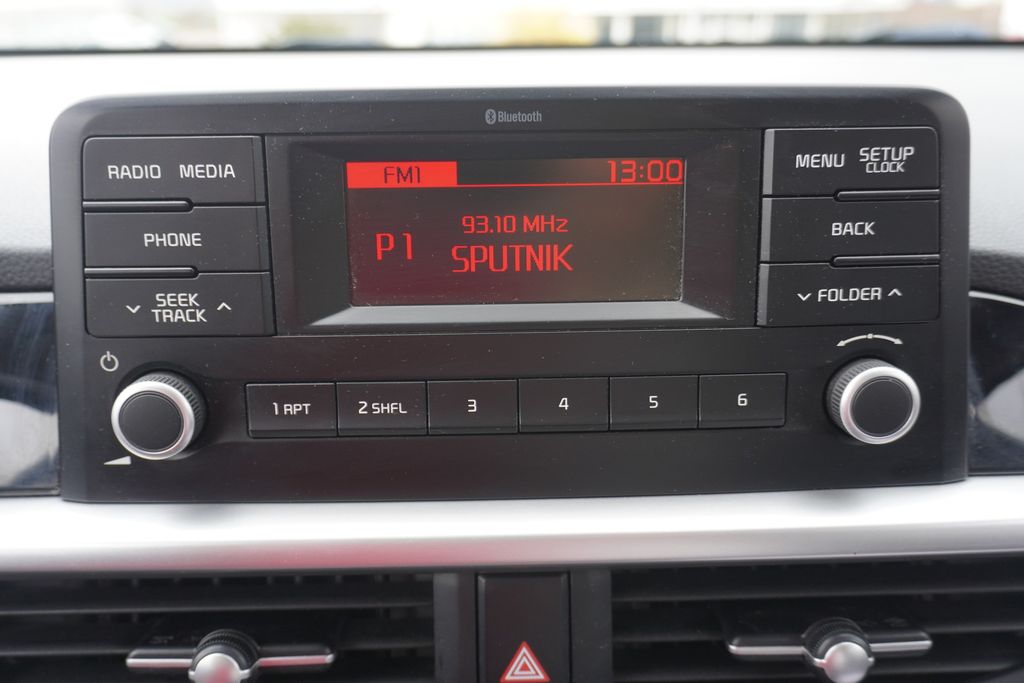 Bluetooth
RADIO MEDIA
PHONE
SEEK
TRACK
FM1 13:00
93.10 MHz
P1 SPUTNIK
MENU SETUP
CLOCK
BACK
FOLDER
1 RPT 2 SHFL 3 4 5 6